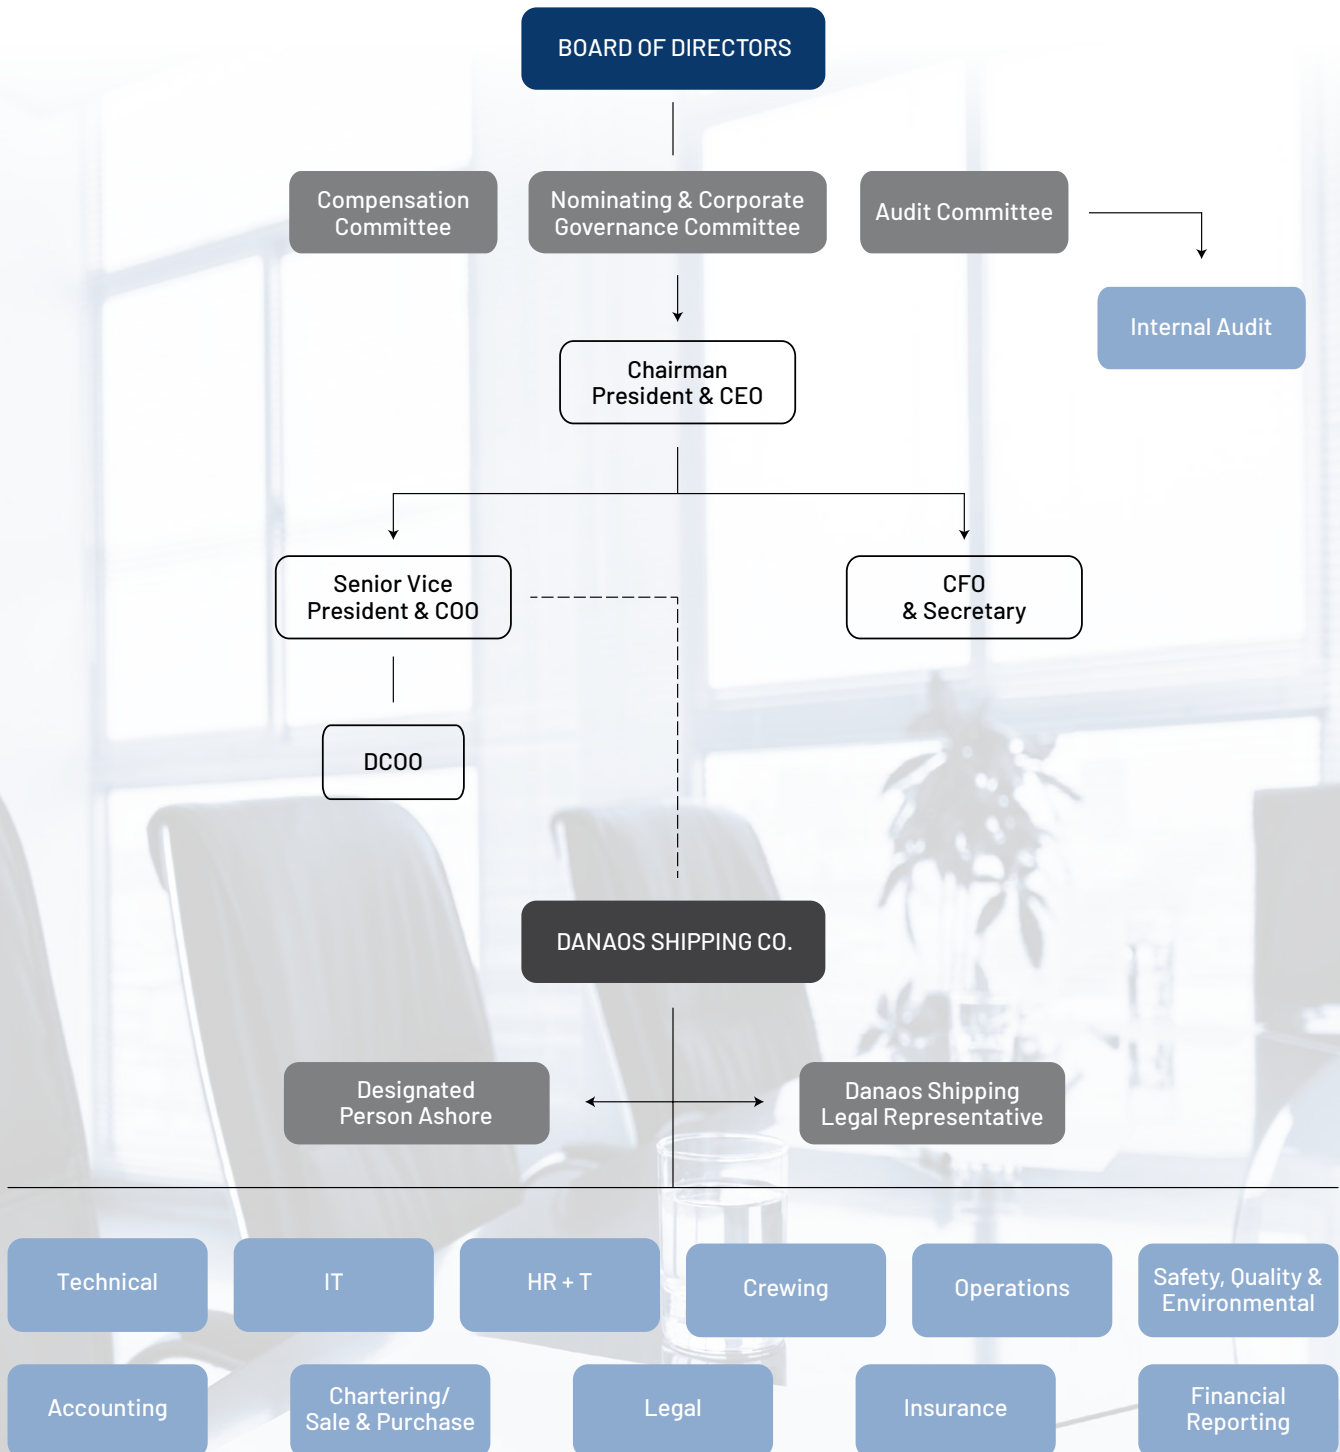 BOARD OF DIRECTORS
Compensation
Committee
Nominating & Corporate
Governance Committee
Audit Committee
Internal Audit
Chairman
President & CEO
Senior Vice
President & COO
CFO
& Secretary
DCOO
DANAOS SHIPPING CO.
Designated
Person Ashore
Danaos Shipping
Legal Representative
Technical
IT
HR + T
Crewing
Operations
Safety, Quality &
Environmental
Accounting
Chartering/
Sale & Purchase
Legal
Insurance
Financial
Reporting